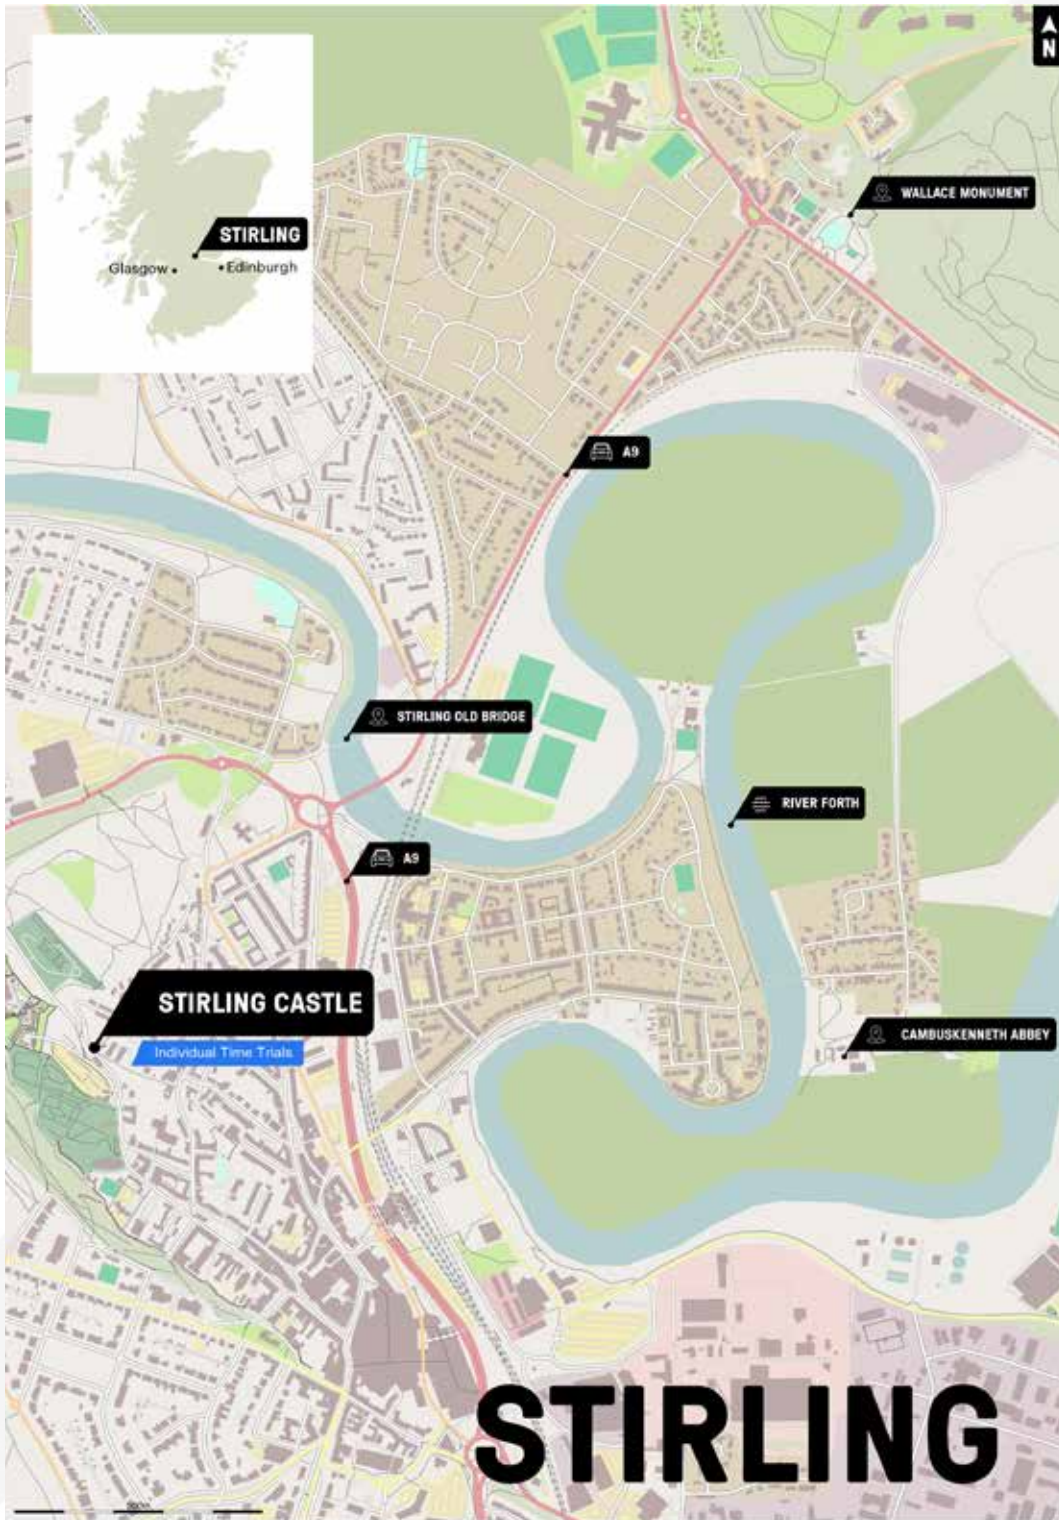 N
WALLACE MONUMENT
STIRLING
Glasgow
Edinburgh
A9
STIRLING OLD BRIDGE
RIVER FORTH
A9
STIRLING CASTLE
Individual Time Trials
CAMBUSKENNETH ABBEY
STIRLING